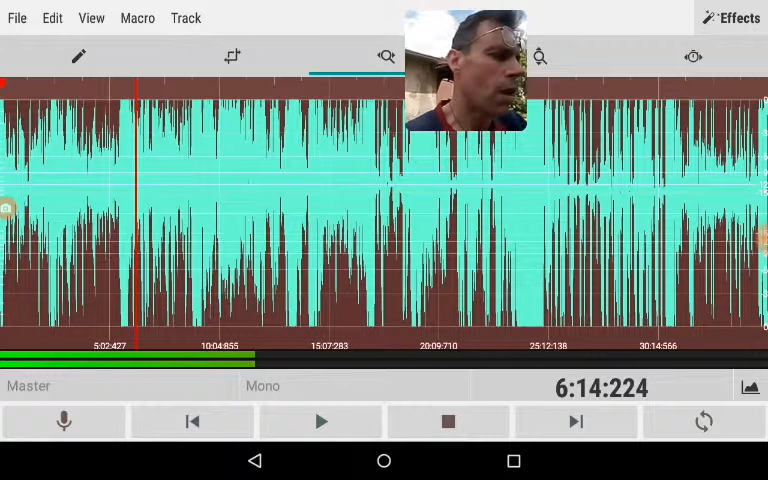 File Edit View Macro Track Effects
5:02:427 10:04:855 15:07:283 20:09:710 25:12:138 30:14:566
Master Mono 6:14:224